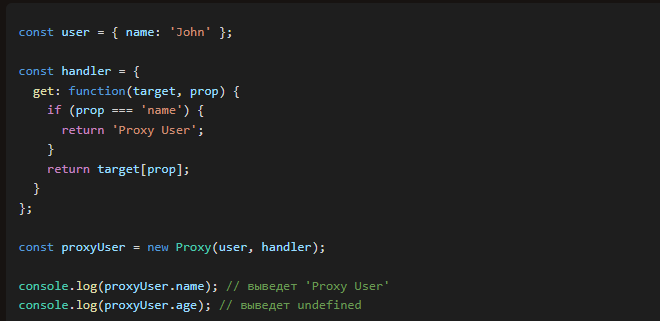 const user = { name: 'John' };
const handler = {
  get: function(target, prop) {
    if (prop === 'name') {
      return 'Proxy User';
    }
    return target[prop];
  }
};
const proxyUser = new Proxy(user, handler);
console.log(proxyUser.name); // выведет 'Proxy User'
console.log(proxyUser.age); // выведет undefined